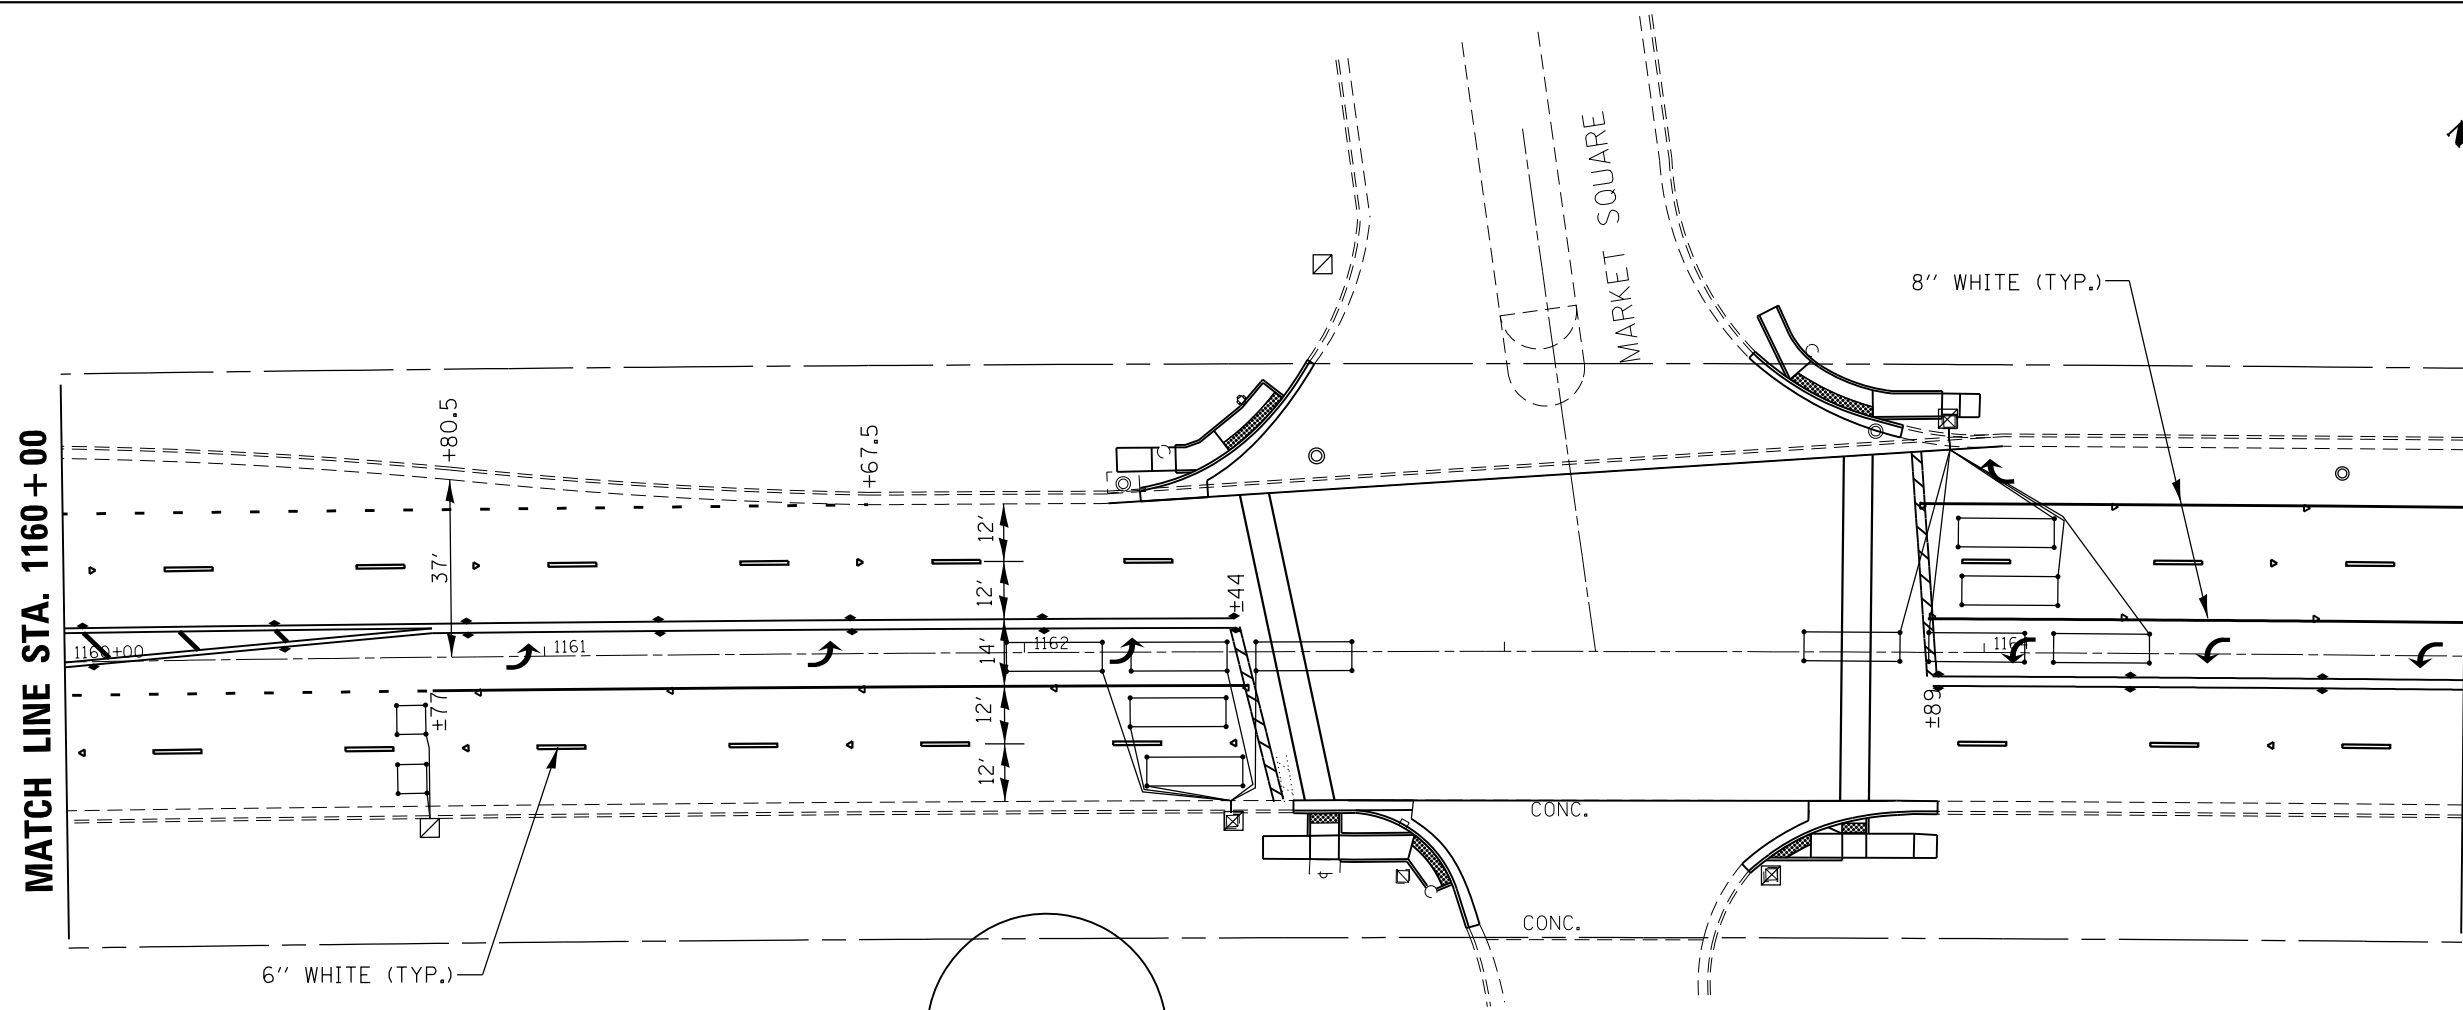 MATCH LINE STA. 1160+00
MARKET SQUARE
8'' WHITE (TYP.)
+80.5
+67.5
37'
12'
12'
14'
12'
12'
±44
1160+00
1161
1162
±77
±89
CONC.
CONC.
6'' WHITE (TYP.)